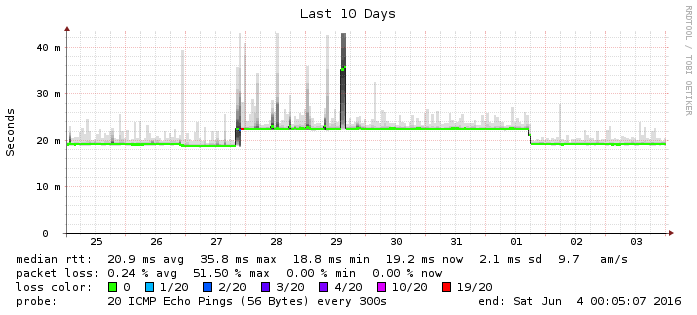 Last 10 Days
RRDTOOL / TOBI OETIKER
Seconds
40 m
30 m
20 m
10 m
0
25 26 27 28 29 30 31 01 02 03
median rtt: 20.9 ms avg 35.8 ms max 18.8 ms min 19.2 ms now 2.1 ms sd 9.7 am/s
packet loss: 0.24 % avg 51.50 % max 0.00 % min 0.00 % now
loss color: 0 1/20 2/20 3/20 4/20 10/20 19/20
probe: 20 ICMP Echo Pings (56 Bytes) every 300s end: Sat Jun 4 00:05:07 2016